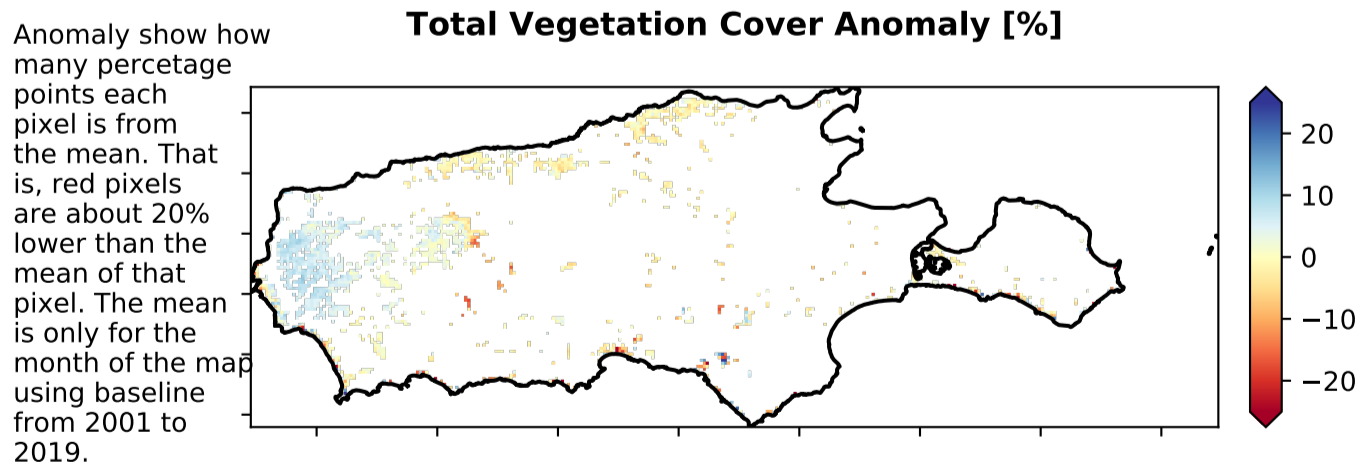 Total Vegetation Cover Anomaly [%]
Anomaly show how
many percetage
points each
pixel is from
the mean. That
is, red pixels
are about 20%
lower than the
mean of that
pixel. The mean
is only for the
month of the map
using baseline
from 2001 to
2019.
20
10
0
−10
−20